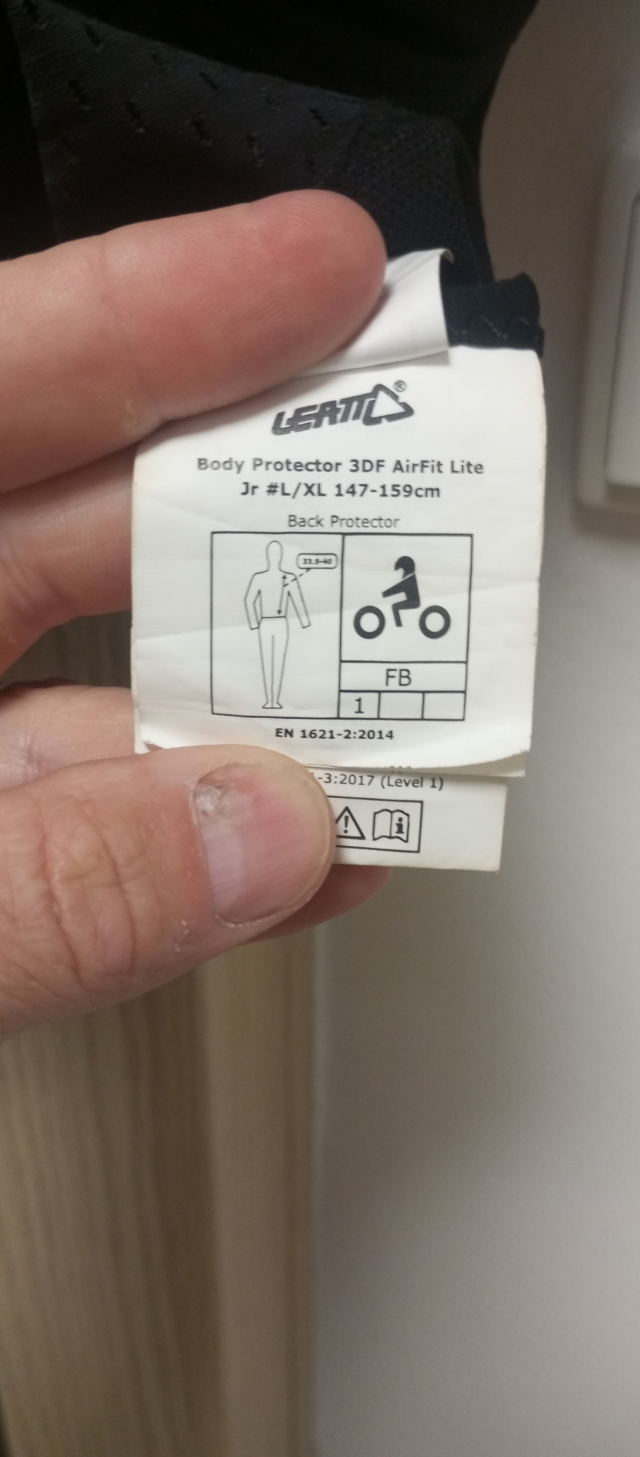 LEATT®
Body Protector 3DF AirFit Lite
Jr #L/XL 147-159cm
Back Protector
33.5-40
FB
1
EN 1621-2:2014
-3:2017 (Level 1)